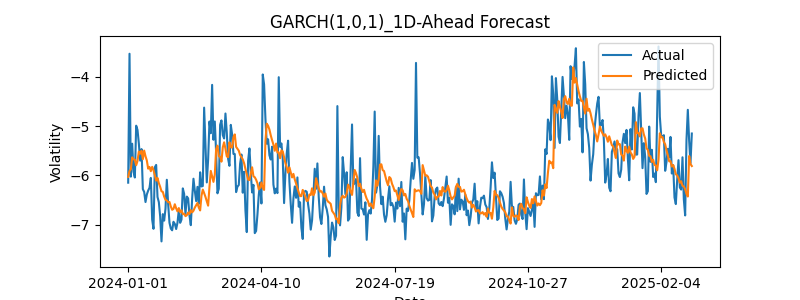 GARCH(1,0,1)_1D-Ahead Forecast
Actual
Predicted
Volatility
−4
−5
−6
−7
2024-01-01
2024-04-10
2024-07-19
2024-10-27
2025-02-04
Date